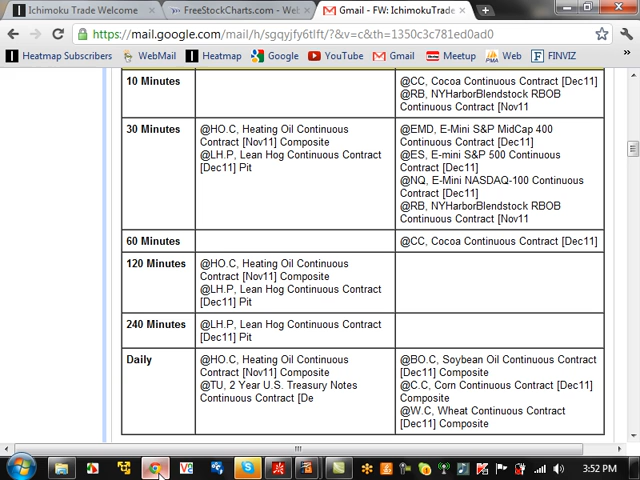 Ichimoku Trade Welcome
FreeStockCharts.com - Wel
Gmail - FW: IchimokuTrade
https://mail.google.com/mail/h/sgqyjfy6tlft/?&v=c&th=1350c3c781ed0ad0
Heatmap Subscribers
WebMail
Google
YouTube
Gmail
Meetup
Web
FINVIZ
10 Minutes
@CC, Cocoa Continuous Contract [Dec11]
@RB, NYHarborBlendstock RBOB
Continuous Contract [Nov11
30 Minutes
@HO.C, Heating Oil Continuous
Contract [Nov11] Composite
@LH.P, Lean Hog Continuous Contract
[Dec11] Pit
@EMD, E-Mini S&P MidCap 400
Continuous Contract [Dec11]
@ES, E-mini S&P 500 Continuous
Contract [Dec11]
@NQ, E-Mini NASDAQ-100 Continuous
Contract [Dec11]
@RB, NYHarborBlendstock RBOB
Continuous Contract [Nov11
60 Minutes
@CC, Cocoa Continuous Contract [Dec11]
120 Minutes
@HO.C, Heating Oil Continuous
Contract [Nov11] Composite
@LH.P, Lean Hog Continuous Contract
[Dec11] Pit
240 Minutes
@LH.P, Lean Hog Continuous Contract
[Dec11] Pit
Daily
@HO.C, Heating Oil Continuous
Contract [Nov11] Composite
@TU, 2 Year U.S. Treasury Notes
Continuous Contract [De
@BO.C, Soybean Oil Continuous Contract
[Dec11] Composite
@C.C, Corn Continuous Contract [Dec11]
Composite
@W.C, Wheat Continuous Contract
[Dec11] Composite
3:52 PM